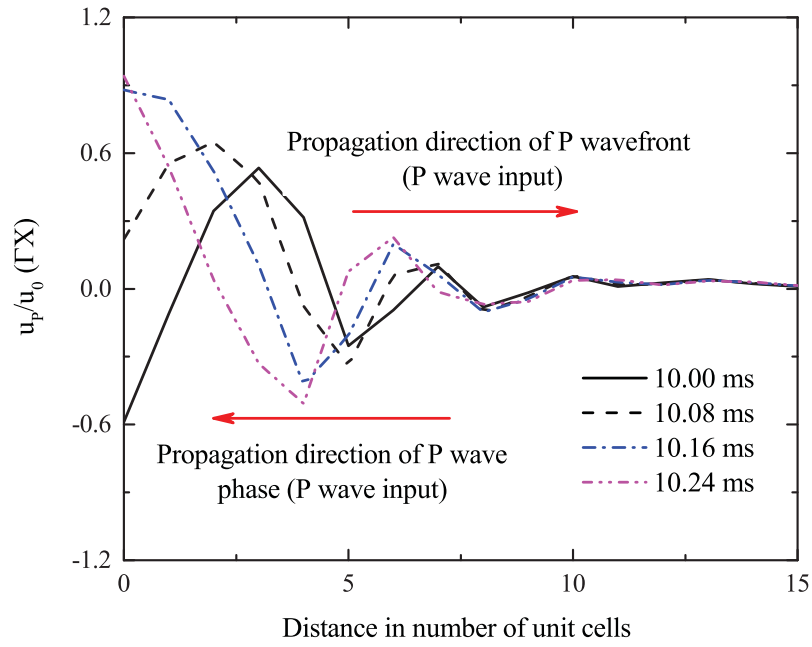 1.2
0.6
0.0
-0.6
-1.2
u_P/u_0 (ΓX)
Propagation direction of P wavefront
(P wave input)
10.00 ms
10.08 ms
10.16 ms
10.24 ms
Propagation direction of P wave
phase (P wave input)
0
5
10
15
Distance in number of unit cells